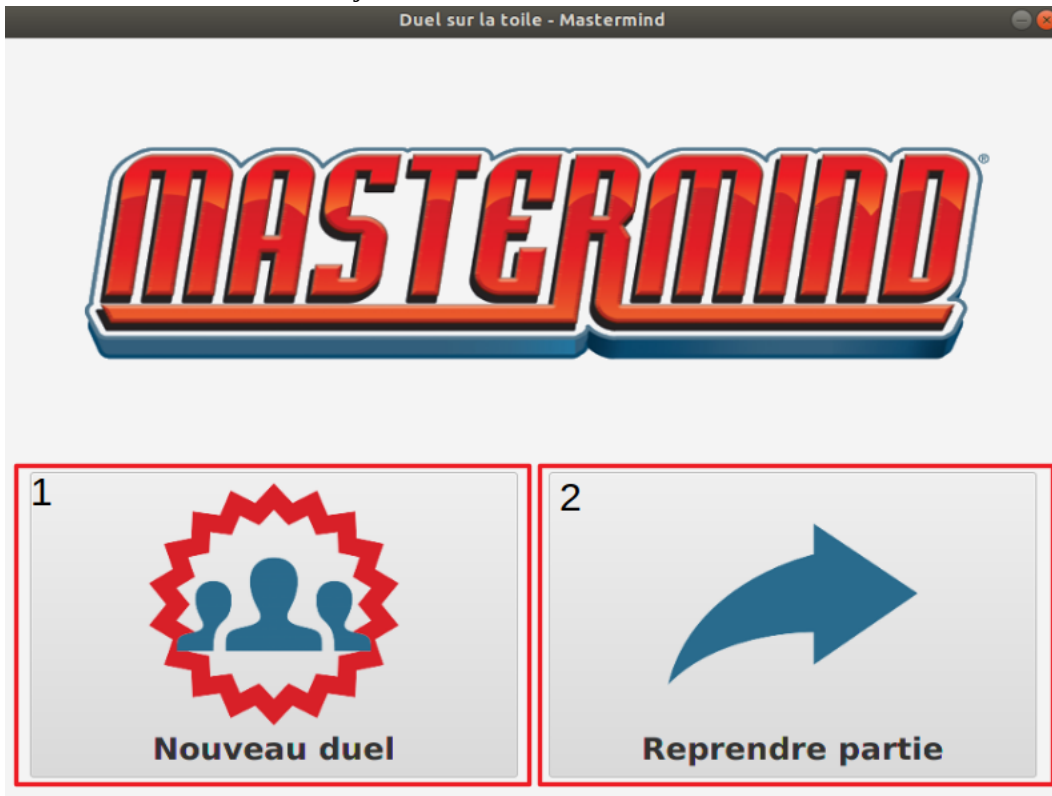 Duel sur la toile - Mastermind
MASTERMIND®
1
2
Nouveau duel
Reprendre partie